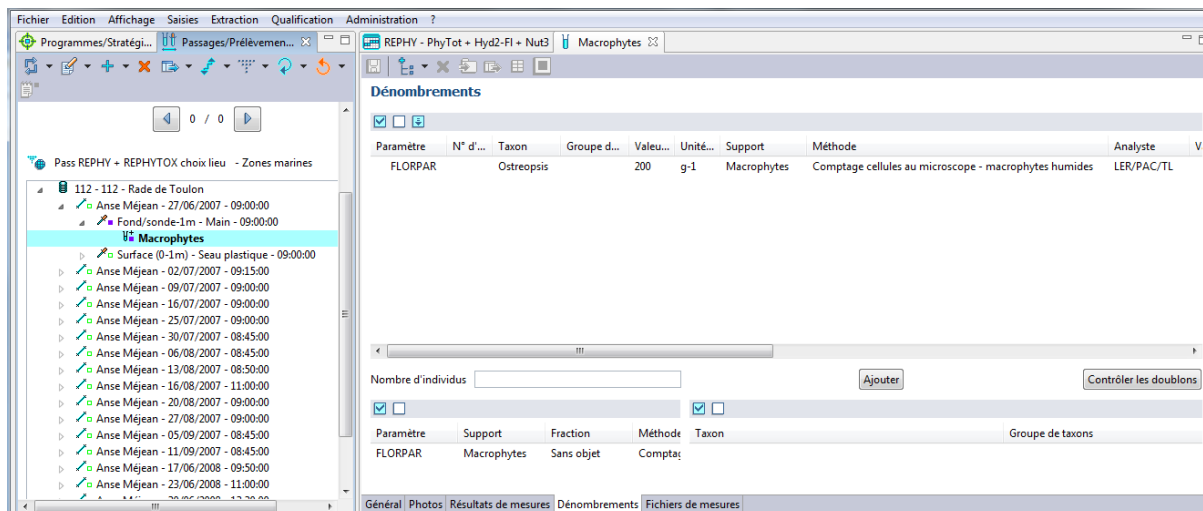 Fichier Edition Affichage Saisies Extraction Qualification Administration ?
Programmes/Stratégi... Passages/Prélèvemen...
0 / 0
Pass REPHY + REPHYTOX choix lieu - Zones marines
112 - 112 - Rade de Toulon
Anse Méjean - 27/06/2007 - 09:00:00
Fond/sonde-1m - Main - 09:00:00
Macrophytes
Surface (0-1m) - Seau plastique - 09:00:00
Anse Méjean - 02/07/2007 - 09:15:00
Anse Méjean - 09/07/2007 - 09:00:00
Anse Méjean - 16/07/2007 - 09:00:00
Anse Méjean - 25/07/2007 - 09:00:00
Anse Méjean - 30/07/2007 - 08:45:00
Anse Méjean - 06/08/2007 - 08:45:00
Anse Méjean - 13/08/2007 - 08:50:00
Anse Méjean - 16/08/2007 - 11:00:00
Anse Méjean - 20/08/2007 - 09:00:00
Anse Méjean - 27/08/2007 - 09:00:00
Anse Méjean - 05/09/2007 - 08:45:00
Anse Méjean - 11/09/2007 - 08:45:00
Anse Méjean - 17/06/2008 - 09:50:00
Anse Méjean - 23/06/2008 - 11:00:00
REPHY - PhyTot + Hyd2-Fl + Nut3 Macrophytes
Dénombrements
Paramètre N° d'... Taxon Groupe d... Valeu... Unité... Support Méthode Analyste V
FLORPAR Ostreopsis 200 g-1 Macrophytes Comptage cellules au microscope - macrophytes humides LER/PAC/TL
Nombre d'individus Ajouter Contrôler les doublons
Paramètre Support Fraction Méthode Taxon Groupe de taxons
FLORPAR Macrophytes Sans objet Comptag
Général Photos Résultats de mesures Dénombrements Fichiers de mesures